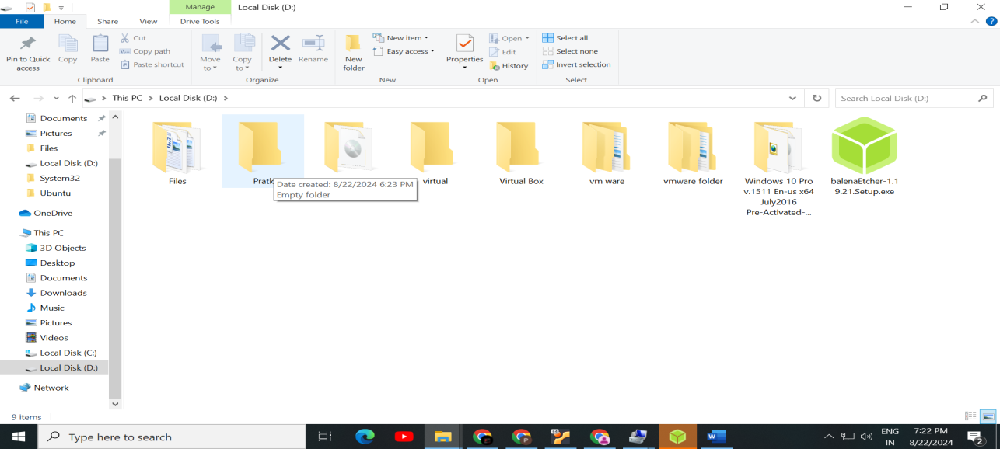 Manage
Local Disk (D:)
File
Home
Share
View
Drive Tools
Pin to Quick
access
Copy
Paste
Cut
Copy path
Paste shortcut
Clipboard
Move
to
Copy
to
Delete
Rename
Organize
New
folder
New item
Easy access
New
Properties
Open
Edit
History
Open
Select all
Select none
Invert selection
Select
This PC
Local Disk (D:)
Search Local Disk (D:)
Documents
Pictures
Files
Local Disk (D:)
System32
Ubuntu
OneDrive
This PC
3D Objects
Desktop
Documents
Downloads
Music
Pictures
Videos
Local Disk (C:)
Local Disk (D:)
Network
Files
Date created: 8/22/2024 6:23 PM
Empty folder
virtual
Virtual Box
vm ware
vmware folder
Windows 10 Pro
v.1511 En-us x64
July2016
Pre-Activated-...
balenaEtcher-1.1
9.21.Setup.exe
9 items
Type here to search
ENG
IN
7:22 PM
8/22/2024
2